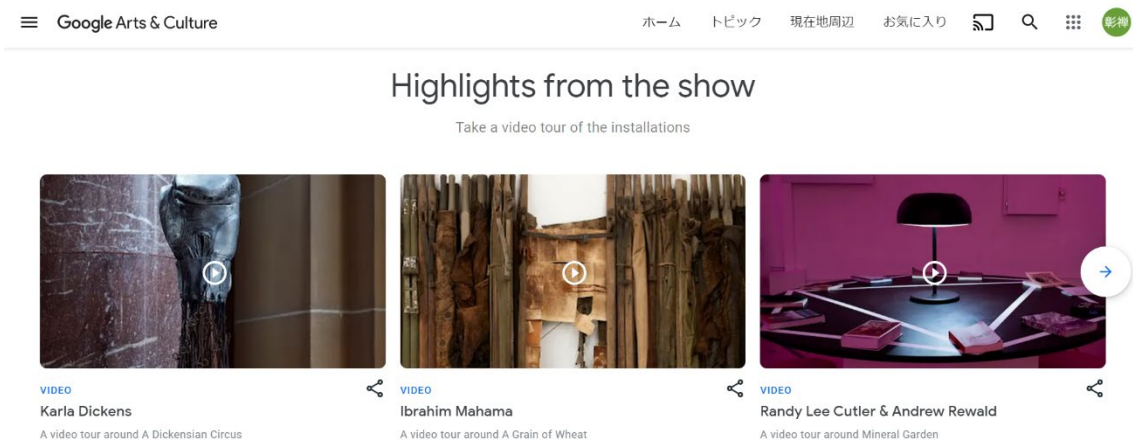 Google Arts & Culture
ホーム トピック 現在地周辺 お気に入り 彰禅
Highlights from the show
Take a video tour of the installations
VIDEO
Karla Dickens
A video tour around A Dickensian Circus
VIDEO
Ibrahim Mahama
A video tour around A Grain of Wheat
VIDEO
Randy Lee Cutler & Andrew Rewald
A video tour around Mineral Garden